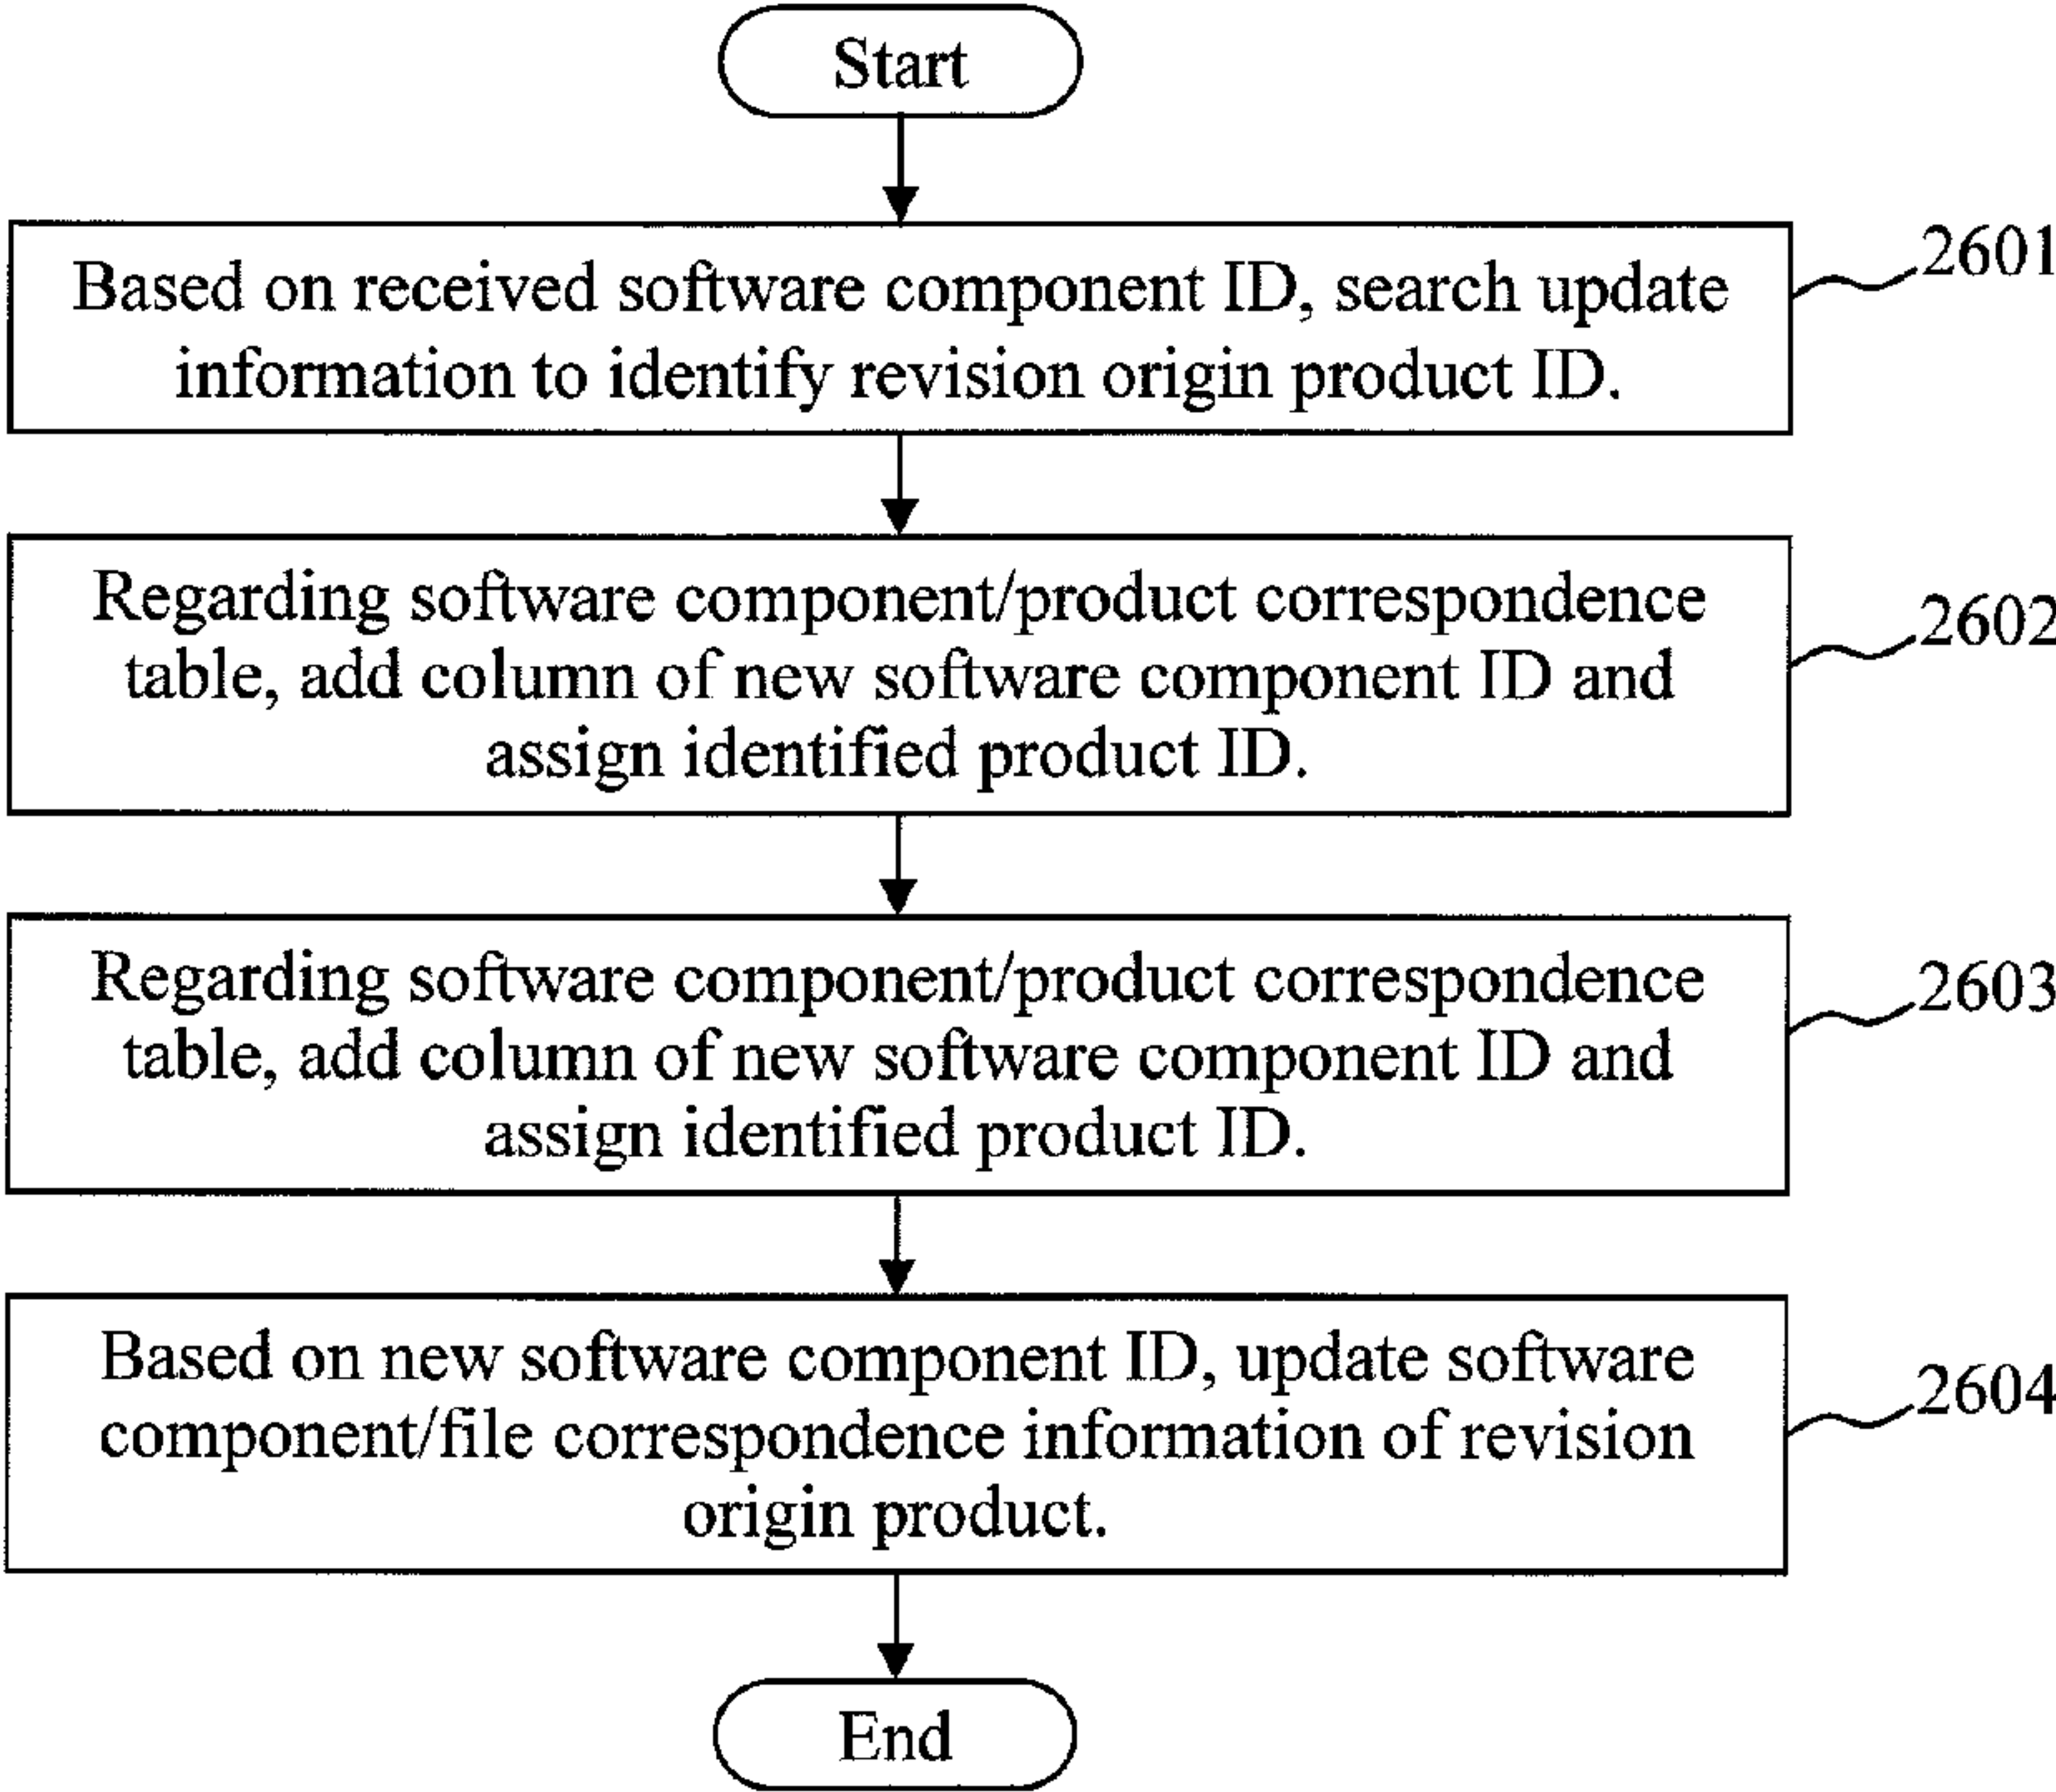 Start
Based on received software component ID, search update
information to identify revision origin product ID.
2601
Regarding software component/product correspondence
table, add column of new software component ID and
assign identified product ID.
2602
Regarding software component/product correspondence
table, add column of new software component ID and
assign identified product ID.
2603
Based on new software component ID, update software
component/file correspondence information of revision
origin product.
2604
End